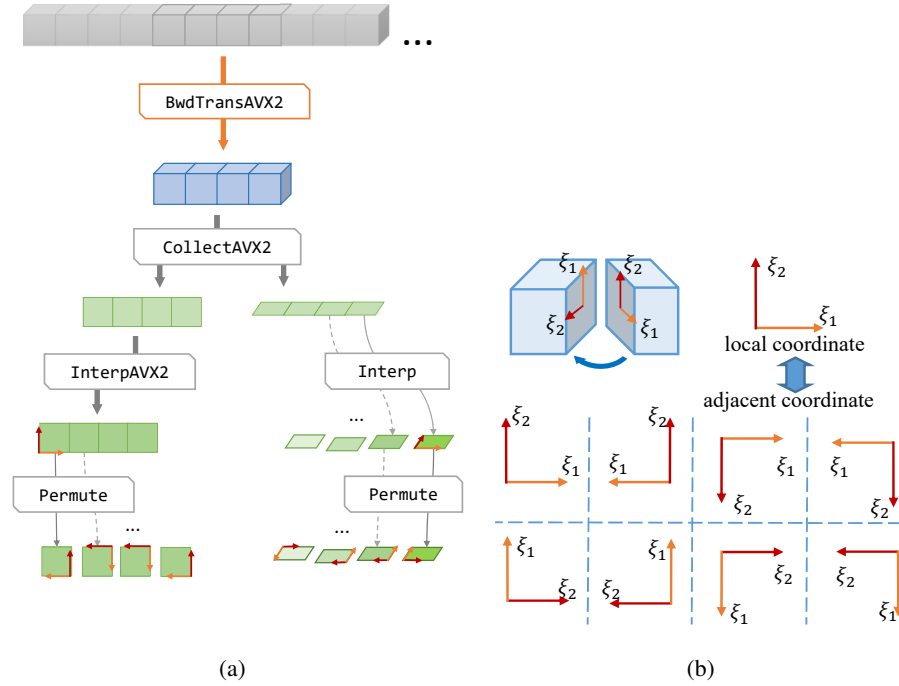 ...
BwdTransAVX2
CollectAVX2
InterpAVX2
Interp
...
...
Permute
Permute
...
...
(a)
ξ₁
ξ₂
ξ₂
ξ₁
ξ₂
ξ₁
local coordinate
adjacent coordinate
ξ₂
ξ₁
ξ₂
ξ₁
ξ₁
ξ₂
ξ₁
ξ₂
ξ₁
ξ₂
ξ₁
ξ₂
ξ₂
ξ₁
ξ₂
ξ₁
(b)